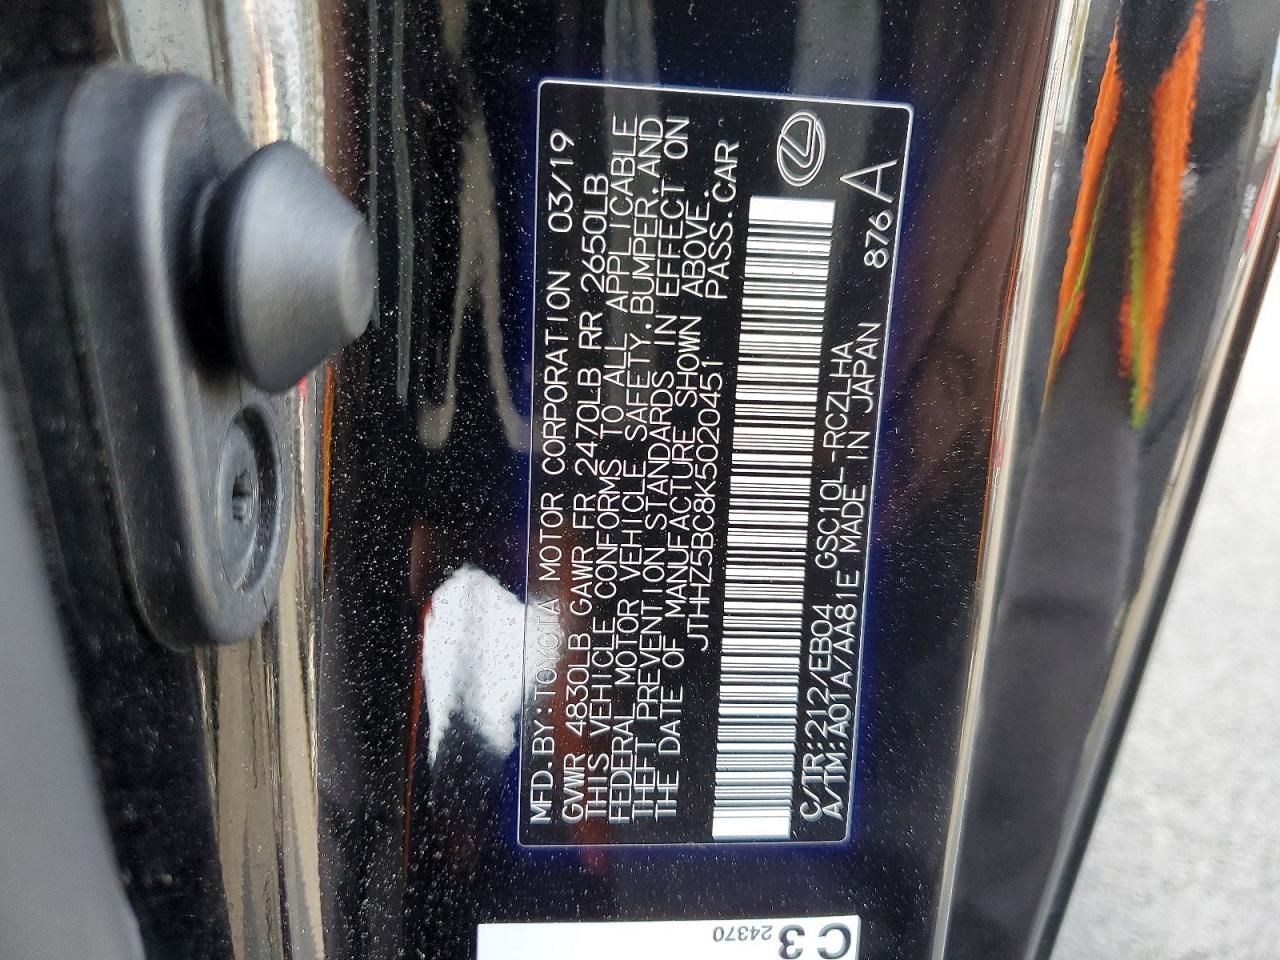 MFD.BY:TOYOTA MOTOR CORPORATION 03/19
GVWR 4830LB GAWR FR 2470LB RR 2650LB
THIS VEHICLE CONFORMS TO ALL APPLICABLE
FEDERAL MOTOR VEHICLE SAFETY,BUMPER,AND
THEFT PREVENTION STANDARDS IN EFFECT ON
THE DATE OF MANUFACTURE SHOWN ABOVE.
JTHHZ5BC8K5020451 PASS.CAR
C/TR:212/EB04 GSC10L-RCZLHA
A/TM:A01A/AA81E MADE IN JAPAN 876 A
C3
24370